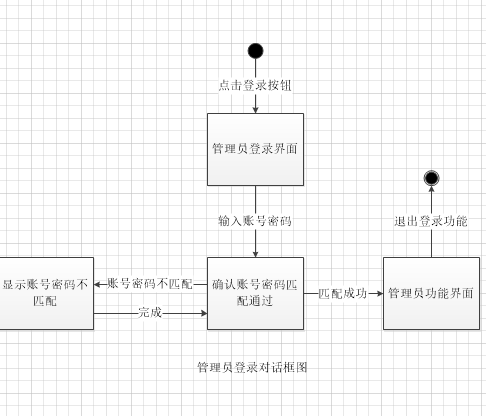 点击登录按钮
管理员登录界面
输入账号密码
退出登录功能
显示账号密码不
匹配
账号密码不匹配
完成
确认账号密码匹
配通过
匹配成功
管理员功能界面
管理员登录对话框图